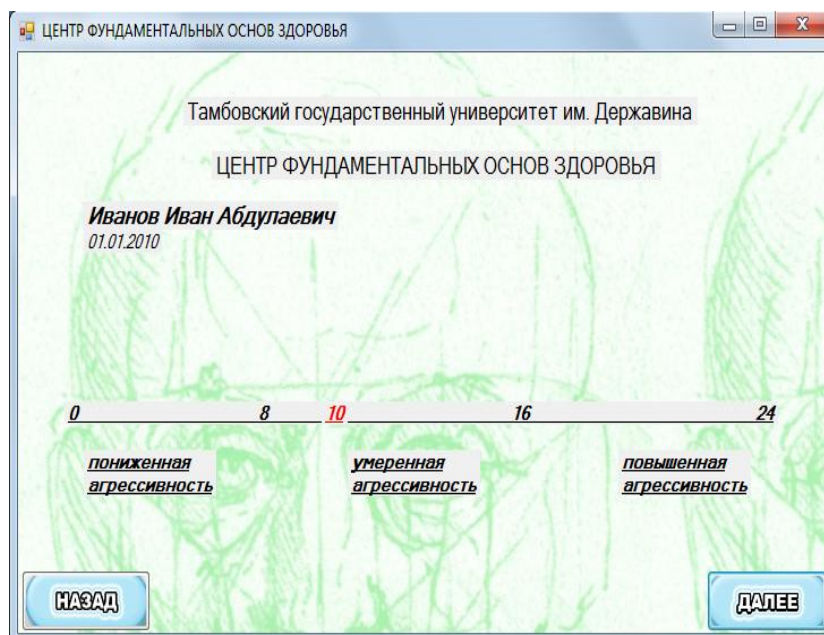 ЦЕНТР ФУНДАМЕНТАЛЬНЫХ ОСНОВ ЗДОРОВЬЯ
Тамбовский государственный университет им. Державина
ЦЕНТР ФУНДАМЕНТАЛЬНЫХ ОСНОВ ЗДОРОВЬЯ
Иванов Иван Абдулаевич
01.01.2010
0 8 10 16 24
пониженная умеренная повышенная
агрессивность агрессивность агрессивность
НАЗАД ДАЛЕЕ